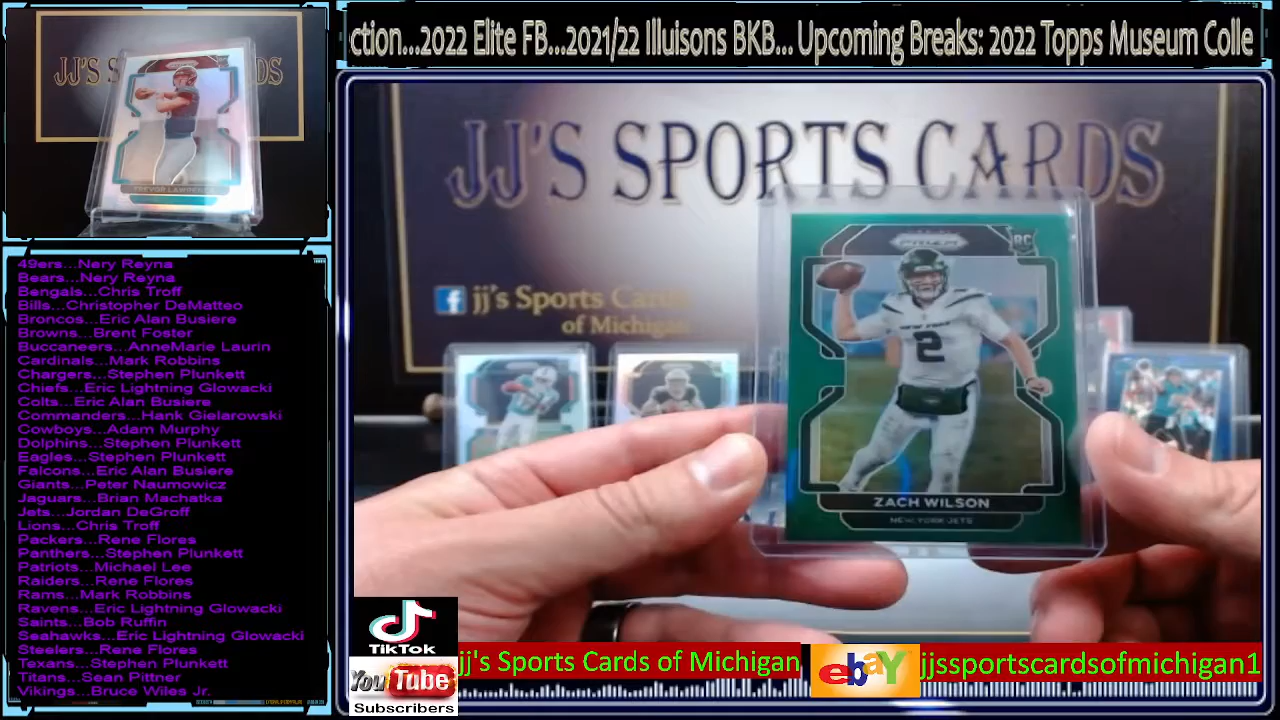 ction...2022 Elite FB...2021/22 Illuisons BKB... Upcoming Breaks: 2022 Topps Museum Colle
JJ'S S CARDS
TREVOR LAWRENCE
49ers...Nery Reyna
Bears...Nery Reyna
Bengals...Chris Troff
Bills...Christopher DeMatteo
Broncos...Eric Alan Busiere
Browns...Brent Foster
Buccaneers...AnneMarie Laurin
Cardinals...Mark Robbins
Chargers...Stephen Plunkett
Chiefs...Eric Lightning Glowacki
Colts...Eric Alan Busiere
Commanders...Hank Gielarowski
Cowboys...Adam Murphy
Dolphins...Stephen Plunkett
Eagles...Stephen Plunkett
Falcons...Eric Alan Busiere
Giants...Peter Naumowicz
Jaguars...Brian Machatka
Jets...Jordan DeGroff
Lions...Chris Troff
Packers...Rene Flores
Panthers...Stephen Plunkett
Patriots...Michael Lee
Raiders...Rene Flores
Rams...Mark Robbins
Ravens...Eric Lightning Glowacki
Saints...Bob Ruffin
Seahawks...Eric Lightning Glowacki
Steelers...Rene Flores
Texans...Stephen Plunkett
Titans...Sean Pittner
Vikings...Bruce Wiles Jr.
JJ'S SPORTS CARDS
f jj's Sports Cards
of Michigan
PRIZM
RC
NEW YORK
2
ZACH WILSON
NEW YORK JETS
TikTok
YouTube
Subscribers
jj's Sports Cards of Michigan
ebay
jjssportscardsofmichigan1